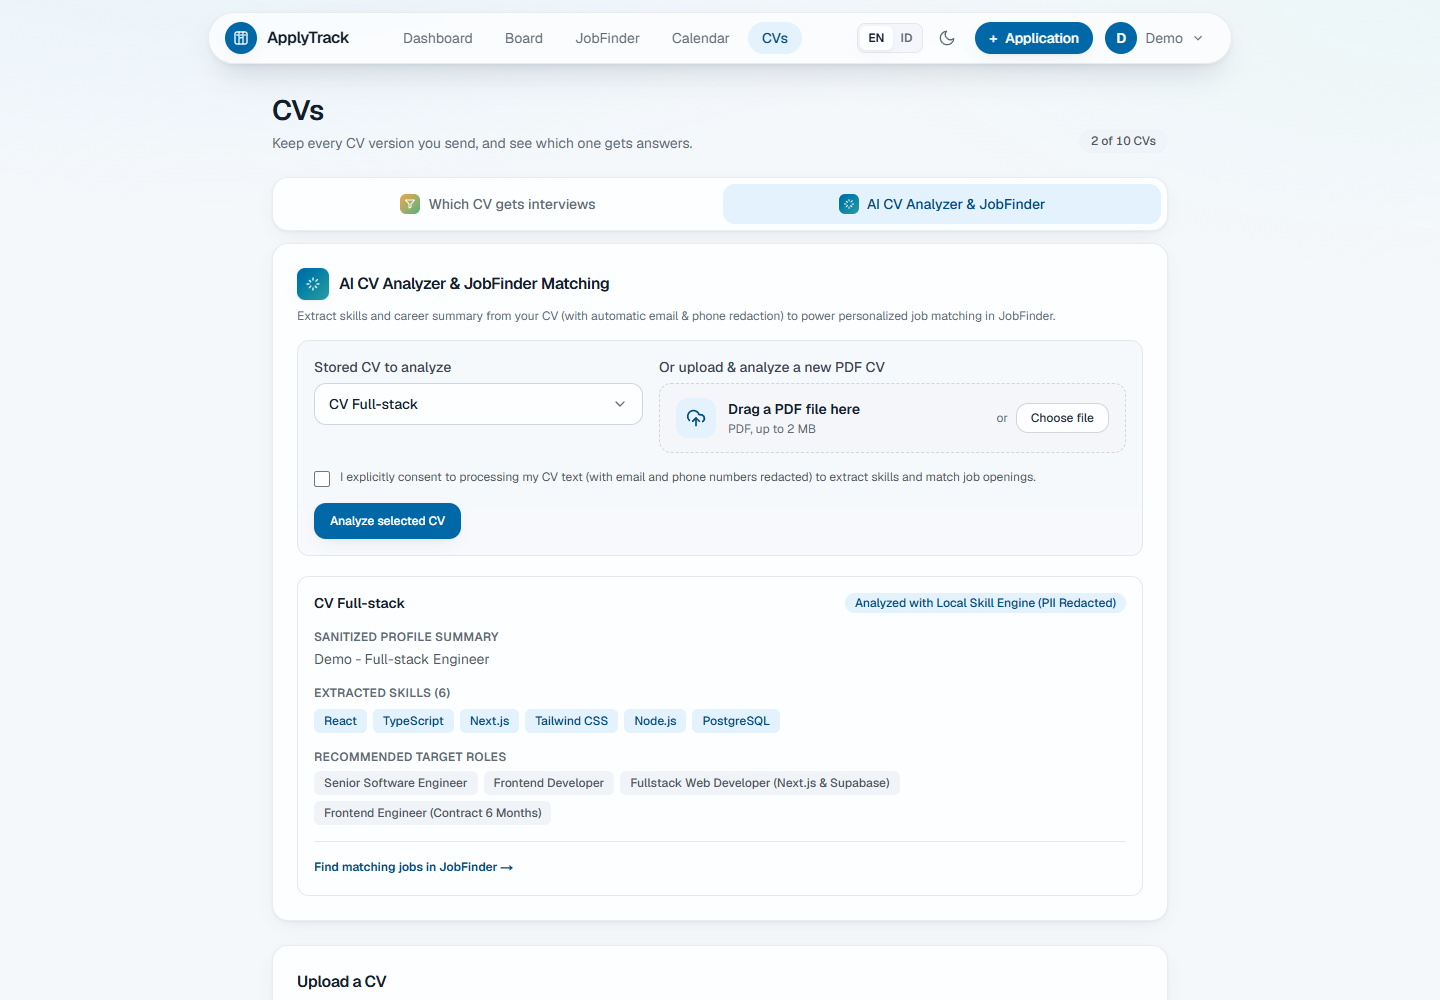 ApplyTrack
Dashboard
Board
JobFinder
Calendar
CVs
EN
ID
+ Application
D
Demo
CVs
Keep every CV version you send, and see which one gets answers.
2 of 10 CVs
Which CV gets interviews
AI CV Analyzer & JobFinder
AI CV Analyzer & JobFinder Matching
Extract skills and career summary from your CV (with automatic email & phone redaction) to power personalized job matching in JobFinder.
Stored CV to analyze
CV Full-stack
Or upload & analyze a new PDF CV
Drag a PDF file here
PDF, up to 2 MB
or
Choose file
I explicitly consent to processing my CV text (with email and phone numbers redacted) to extract skills and match job openings.
Analyze selected CV
CV Full-stack
Analyzed with Local Skill Engine (PII Redacted)
SANITIZED PROFILE SUMMARY
Demo - Full-stack Engineer
EXTRACTED SKILLS (6)
React
TypeScript
Next.js
Tailwind CSS
Node.js
PostgreSQL
RECOMMENDED TARGET ROLES
Senior Software Engineer
Frontend Developer
Fullstack Web Developer (Next.js & Supabase)
Frontend Engineer (Contract 6 Months)
Find matching jobs in JobFinder →
Upload a CV